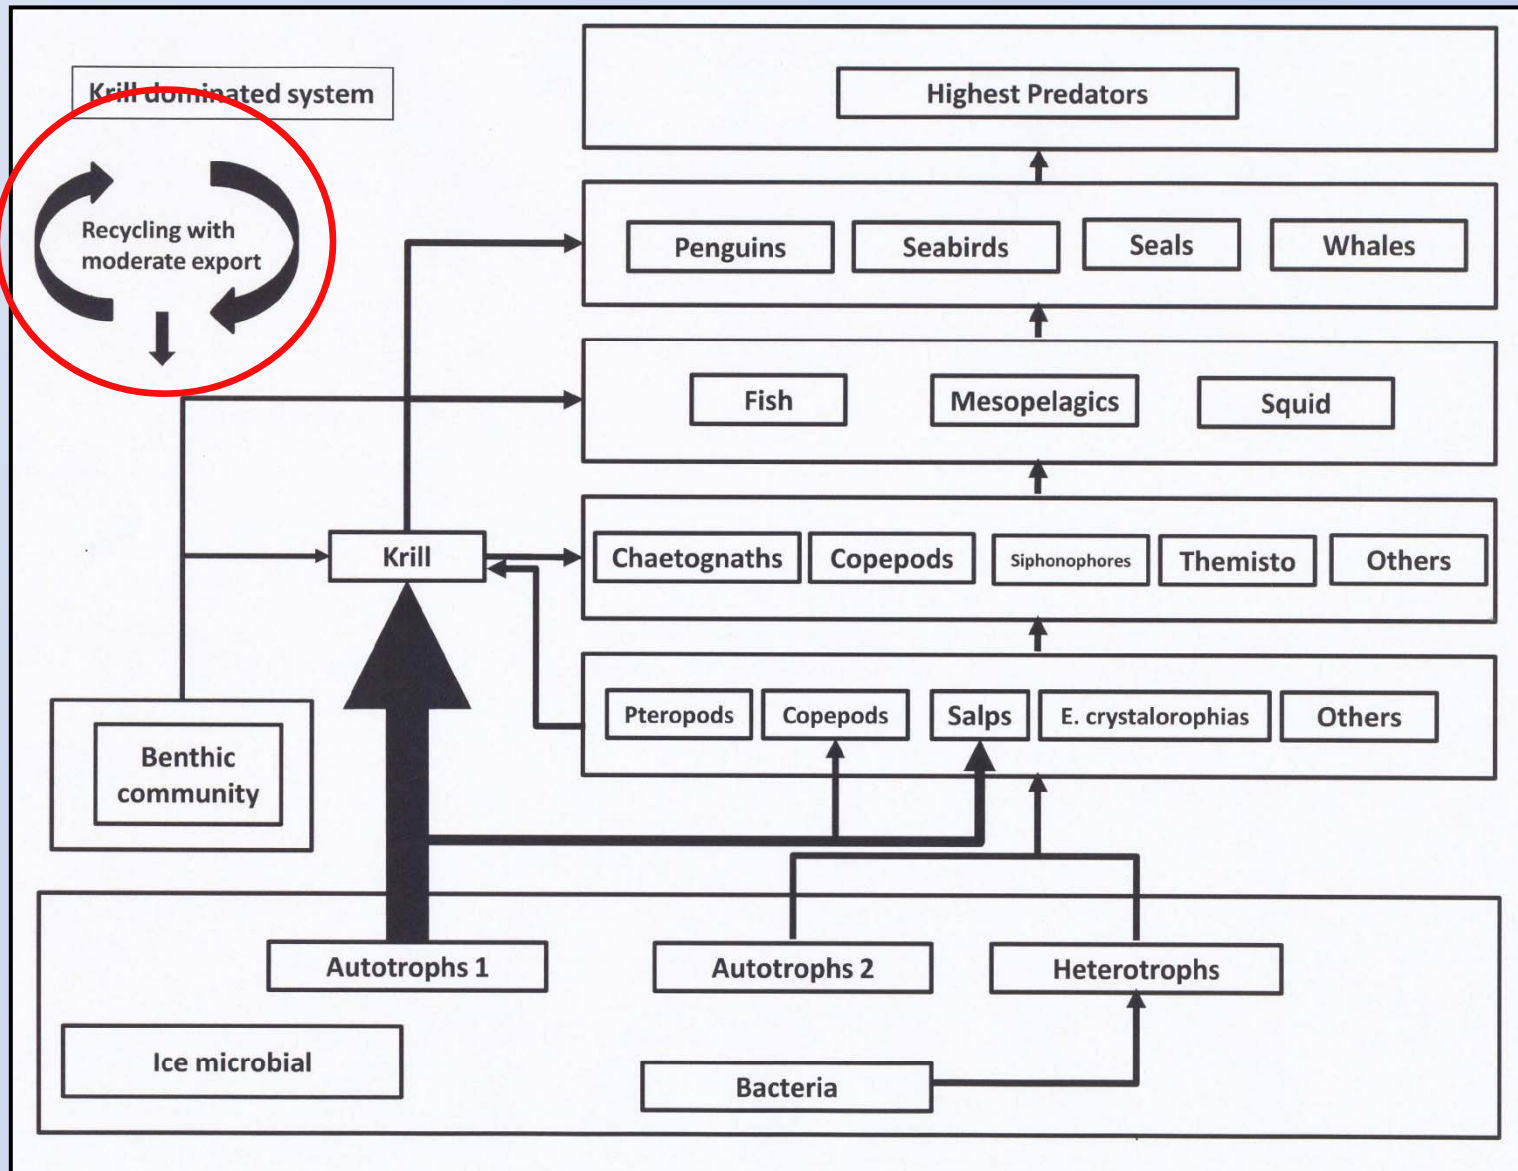 Krill dominated system
Recycling with
moderate export
Highest Predators
Penguins
Seabirds
Seals
Whales
Fish
Mesopelagics
Squid
Krill
Chaetognaths
Copepods
Siphonophores
Themisto
Others
Pteropods
Copepods
Salps
E. crystalorophias
Others
Benthic
community
Autotrophs 1
Autotrophs 2
Heterotrophs
Ice microbial
Bacteria